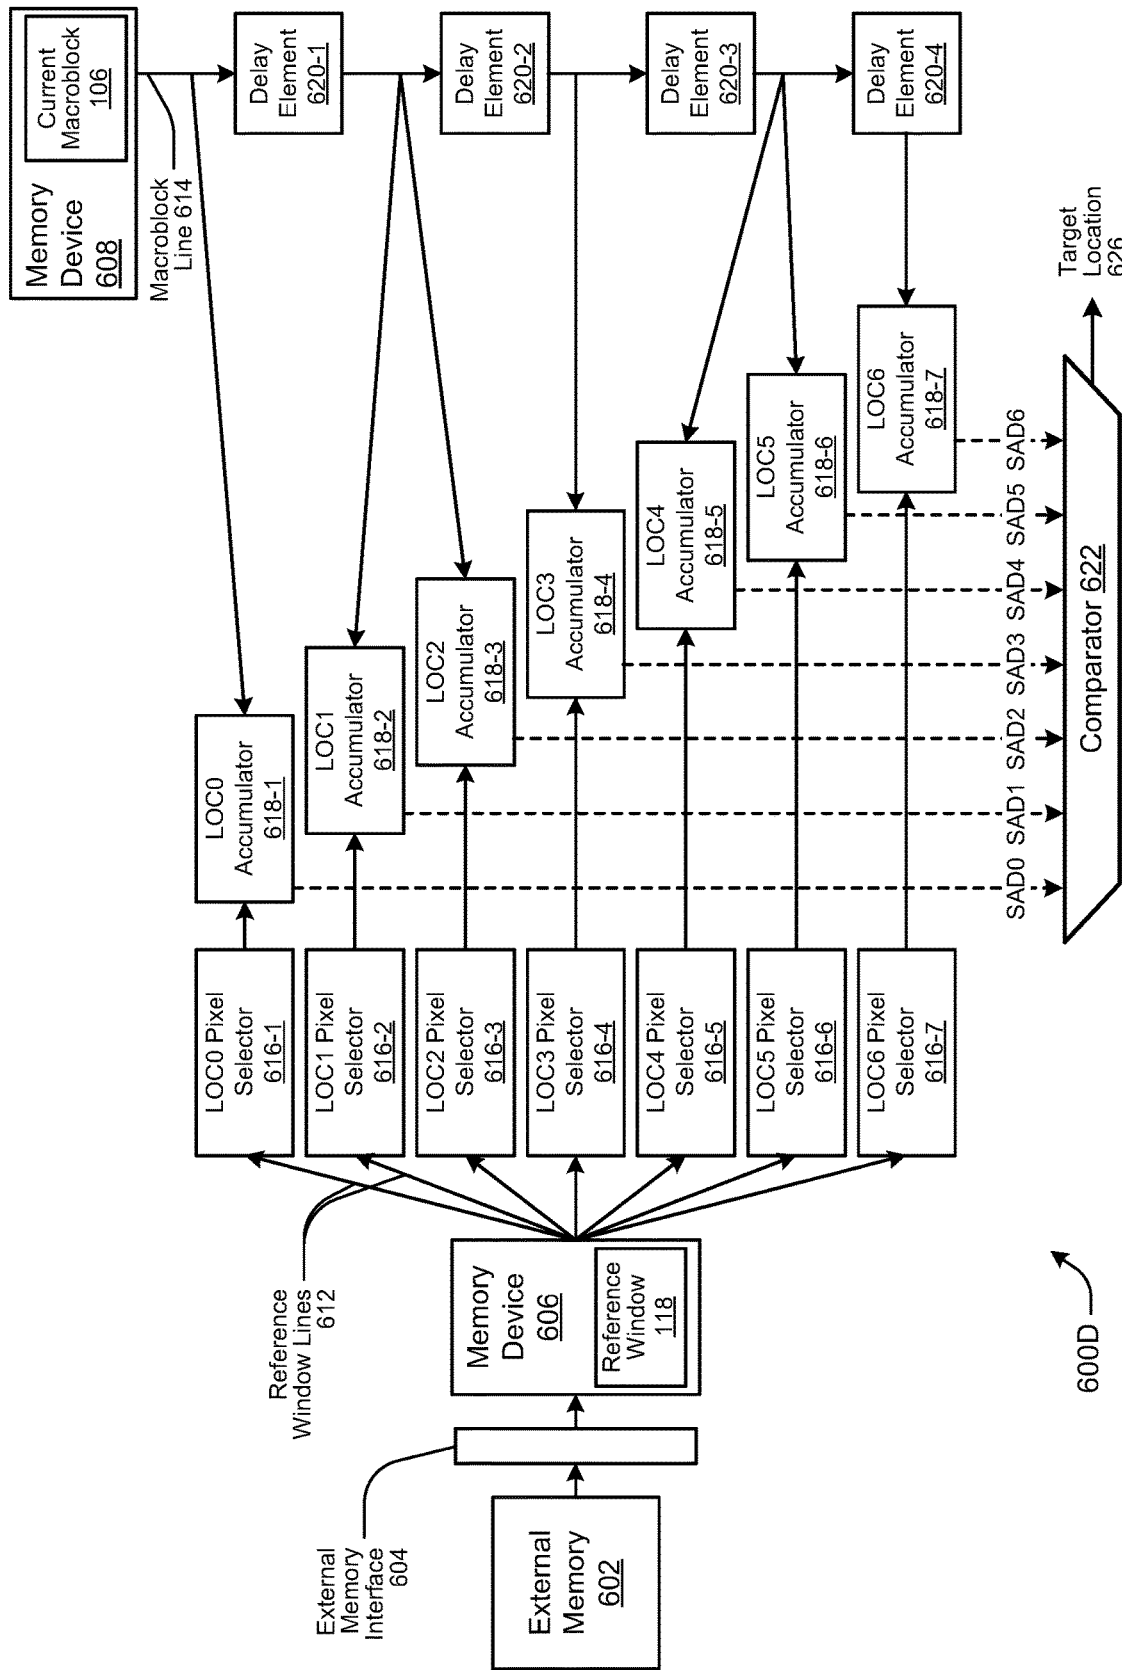 External
Memory
602
External
Memory
Interface
604
Memory
Device
606
Reference
Window
118
Reference
Window Lines
612
LOC0 Pixel
Selector
616-1
LOC1 Pixel
Selector
616-2
LOC2 Pixel
Selector
616-3
LOC3 Pixel
Selector
616-4
LOC4 Pixel
Selector
616-5
LOC5 Pixel
Selector
616-6
LOC6 Pixel
Selector
616-7
LOC0
Accumulator
618-1
LOC1
Accumulator
618-2
LOC2
Accumulator
618-3
LOC3
Accumulator
618-4
LOC4
Accumulator
618-5
LOC5
Accumulator
618-6
LOC6
Accumulator
618-7
Memory
Device
608
Current
Macroblock
106
Macroblock
Line 614
Delay
Element
620-1
Delay
Element
620-2
Delay
Element
620-3
Delay
Element
620-4
SAD0
SAD1
SAD2
SAD3
SAD4
SAD5
SAD6
Comparator 622
Target
Location
626
600D